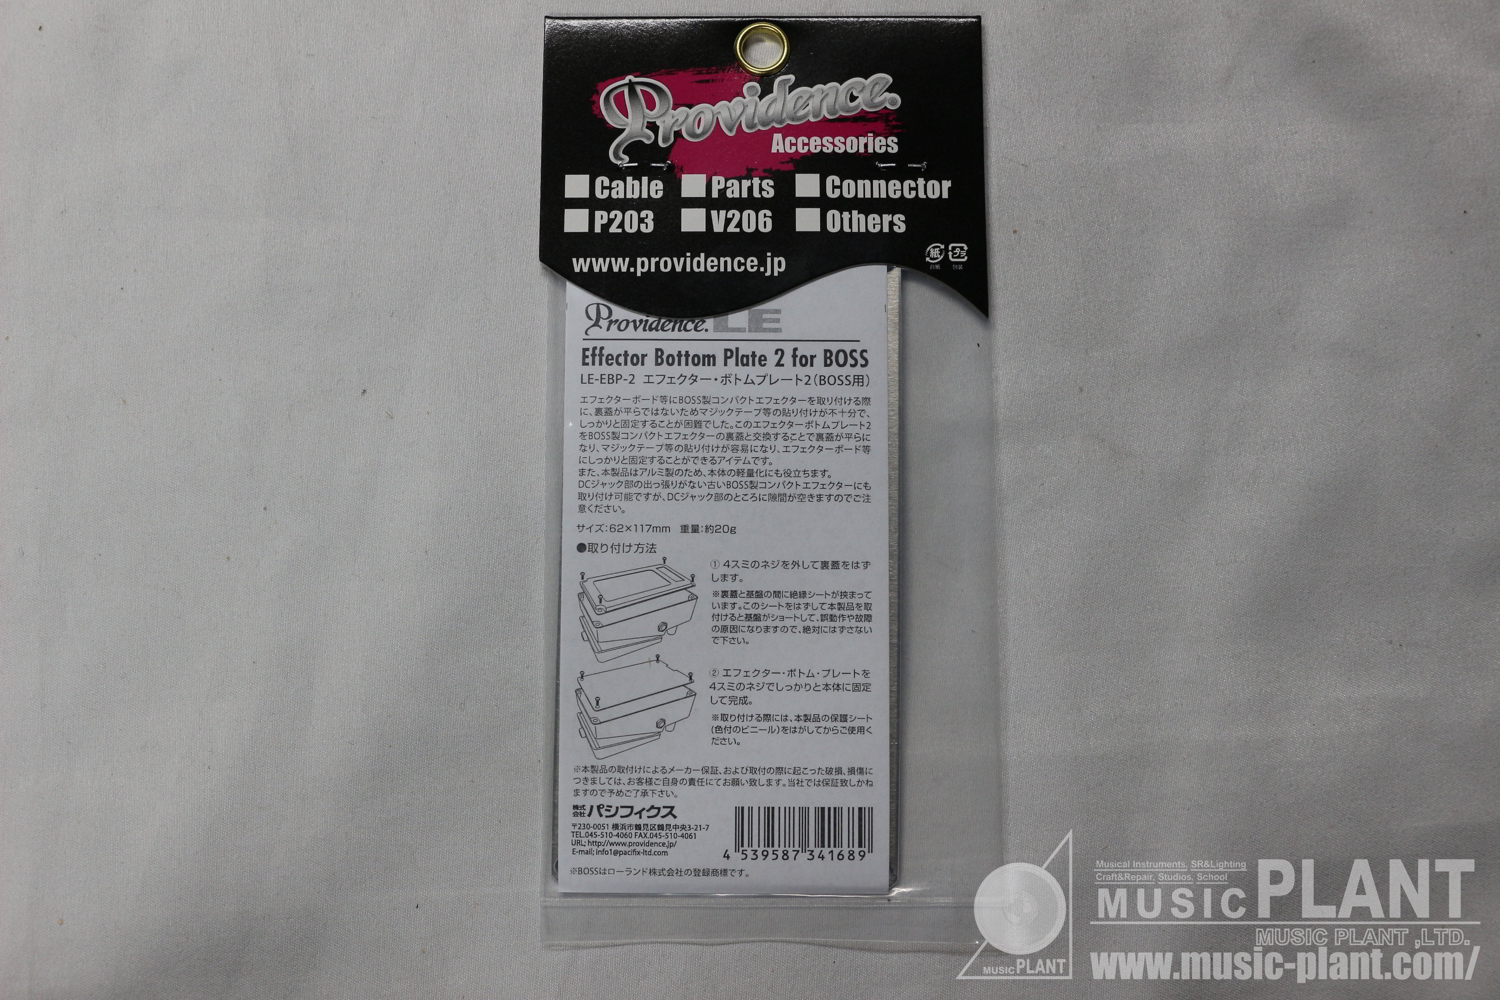 Providence.
Accessories
Cable Parts Connector
P203 V206 Others
www.providence.jp
紙 プラ
台紙 包装
Providence. LE
Effector Bottom Plate 2 for BOSS
LE-EBP-2 エフェクター・ボトムプレート2(BOSS用)
エフェクターボード等にBOSS製コンパクトエフェクターを取り付ける際
に、裏蓋が平らではないためマジックテープ等の貼り付けが不十分で、
しっかりと固定することが困難でした。このエフェクターボトムプレート2
をBOSS製コンパクトエフェクターの裏蓋と交換することで裏蓋が平らに
なり、マジックテープ等の貼り付けが容易になり、エフェクターボード等
にしっかりと固定することができるアイテムです。
また、本製品はアルミ製のため、本体の軽量化にも役立ちます。
DCジャック部の出っ張りがない古いBOSS製コンパクトエフェクターにも
取り付け可能ですが、DCジャック部のところに隙間が空きますのでご注
意ください。
サイズ:62×117mm 重量:約20g
●取り付け方法
① 4スミのネジを外して裏蓋をはず
します。
※裏蓋と基盤の間に絶縁シートが挟まって
います。このシートをはずして本製品を取
付けると基盤がショートして、誤動作や故障
の原因になりますので、絶対にはずさない
で下さい。
② エフェクター・ボトム・プレートを
4スミのネジでしっかりと本体に固定
して完成。
※取り付ける際には、本製品の保護シート
(色付のビニール)をはがしてからご使用く
ださい。
※本製品の取付けによるメーカー保証、および取付の際に起こった破損、損傷に
つきましては、お客様ご自身の責任にてお願い致します。当社では保証致しかね
ますので予めご了承下さい。
株式会社 パシフィクス
〒230-0051 横浜市鶴見区鶴見中央3-21-7
TEL.045-510-4060 FAX.045-510-4061
URL; http://www.providence.jp/
E-mail; info1@pacifix-ltd.com
4 539587 341689
※BOSSはローランド株式会社の登録商標です。
Musical Instruments, SR&Lighting
Craft&Repair, Studios, School
MUSIC PLANT
MUSIC PLANT ,LTD.
MUSIC PLANT
www.music-plant.com/